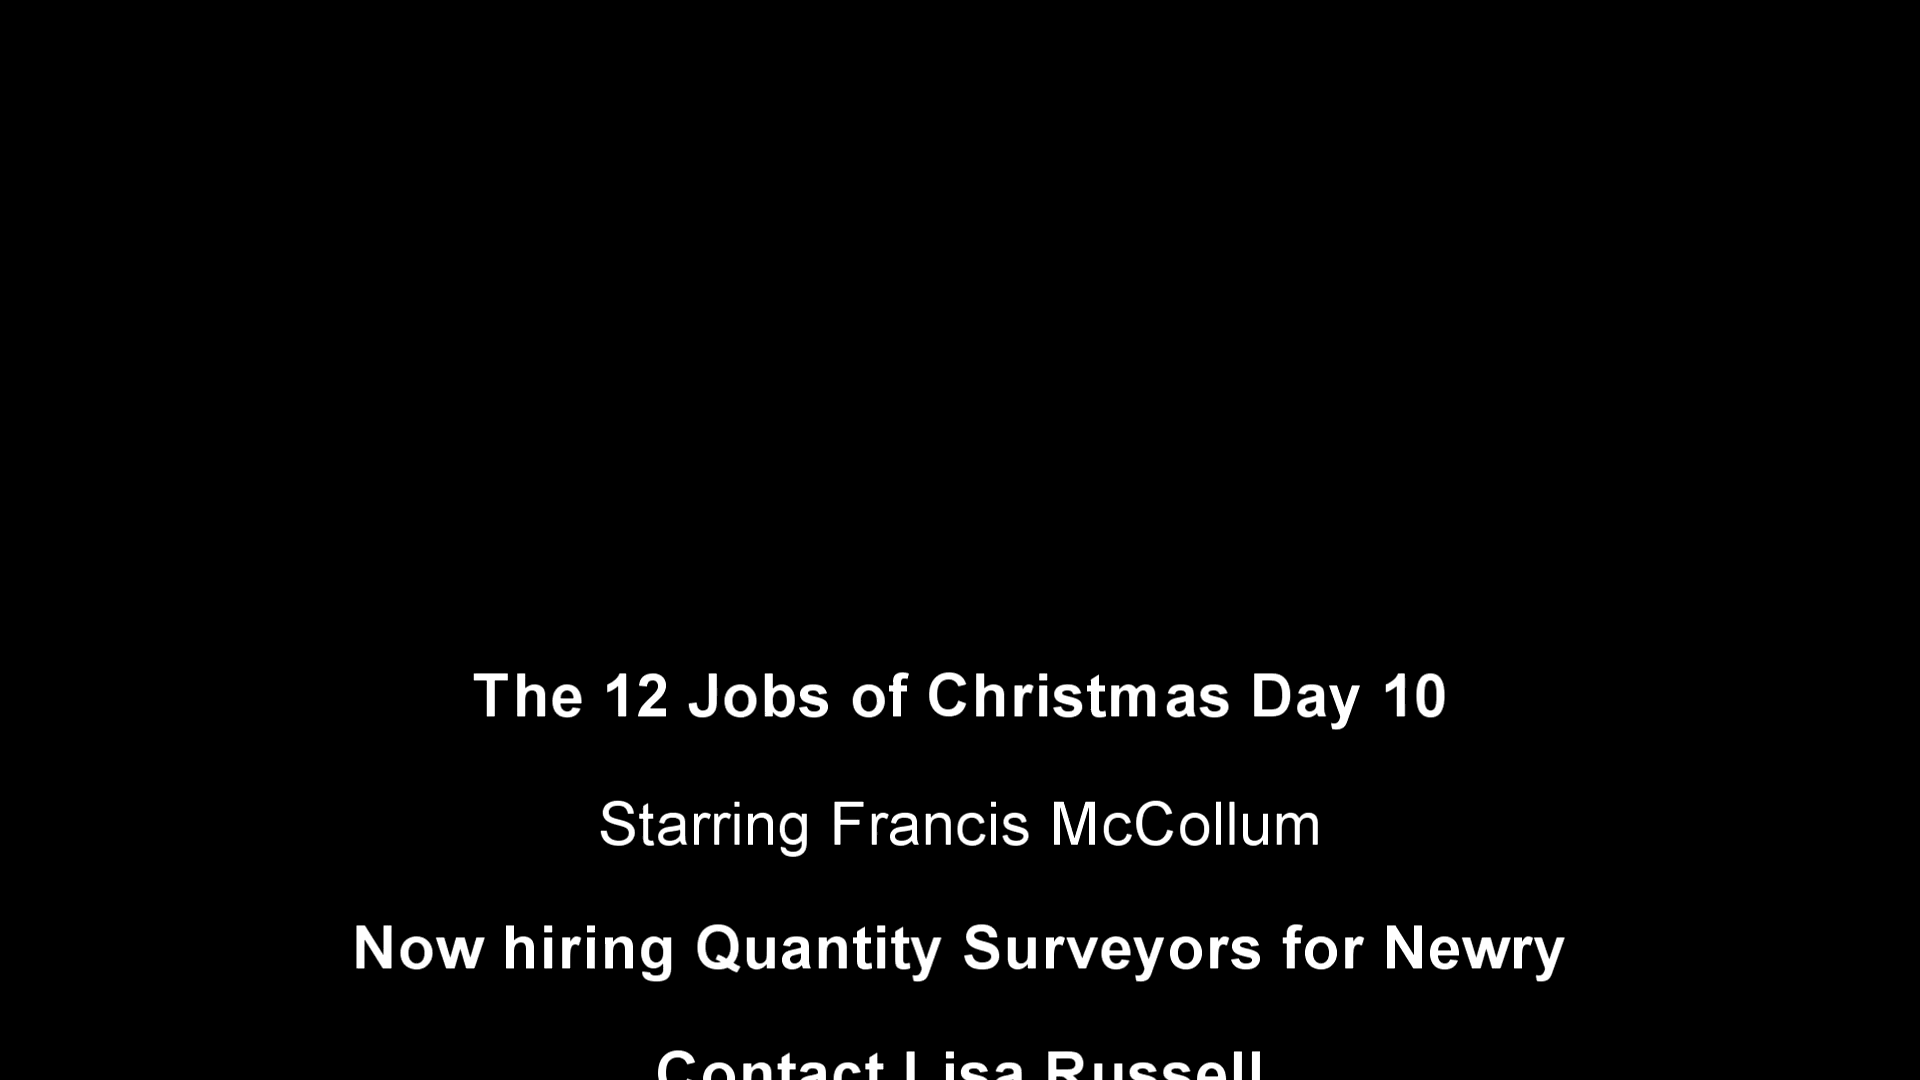 The 12 Jobs of Christmas Day 10
Starring Francis McCollum
Now hiring Quantity Surveyors for Newry
Contact Lisa Russell